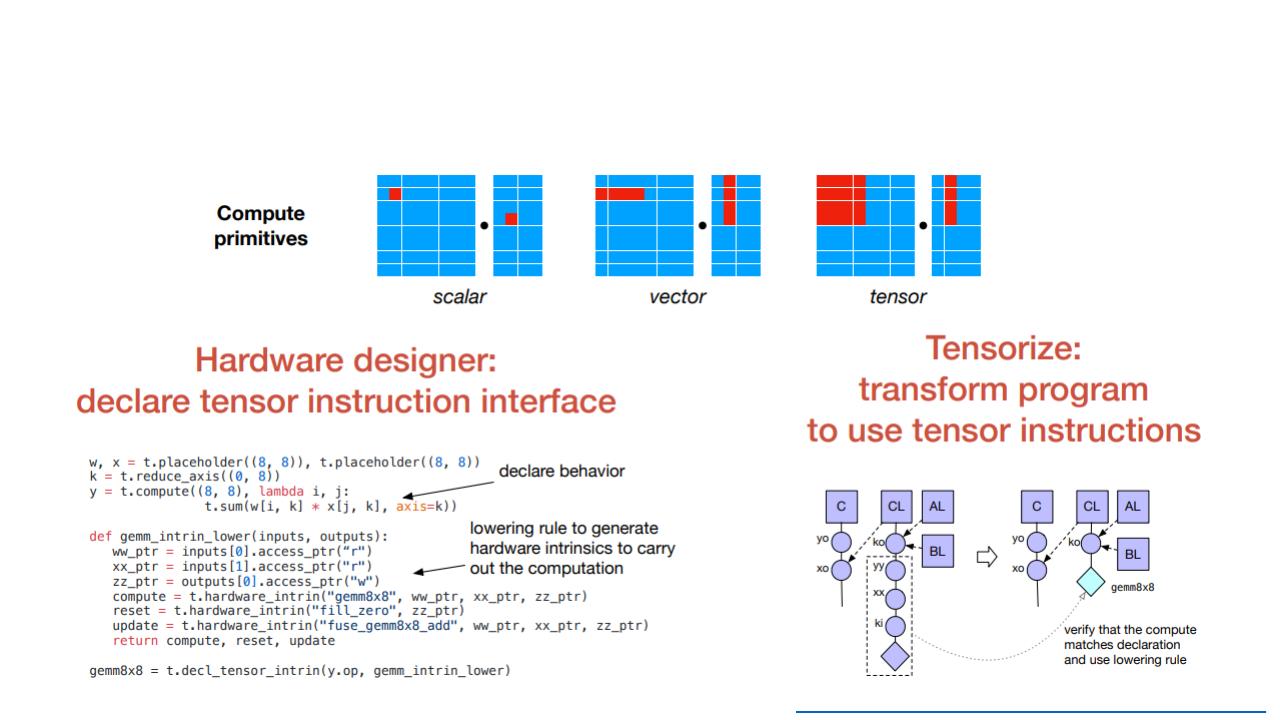 Compute
primitives
scalar
vector
tensor
Hardware designer:
declare tensor instruction interface
w, x = t.placeholder((8, 8)), t.placeholder((8, 8))
k = t.reduce_axis((0, 8))
y = t.compute((8, 8), lambda i, j:
t.sum(w[i, k] * x[j, k], axis=k))
declare behavior
def gemm_intrin_lower(inputs, outputs):
ww_ptr = inputs[0].access_ptr("r")
xx_ptr = inputs[1].access_ptr("r")
zz_ptr = outputs[0].access_ptr("w")
compute = t.hardware_intrin("gemm8x8", ww_ptr, xx_ptr, zz_ptr)
reset = t.hardware_intrin("fill_zero", zz_ptr)
update = t.hardware_intrin("fuse_gemm8x8_add", ww_ptr, xx_ptr, zz_ptr)
return compute, reset, update
lowering rule to generate
hardware intrinsics to carry
out the computation
gemm8x8 = t.decl_tensor_intrin(y.op, gemm_intrin_lower)
Tensorize:
transform program
to use tensor instructions
C
CL
AL
yo
ko
BL
xo
yy
xx
ki
C
CL
AL
yo
ko
BL
xo
gemm8x8
verify that the compute
matches declaration
and use lowering rule